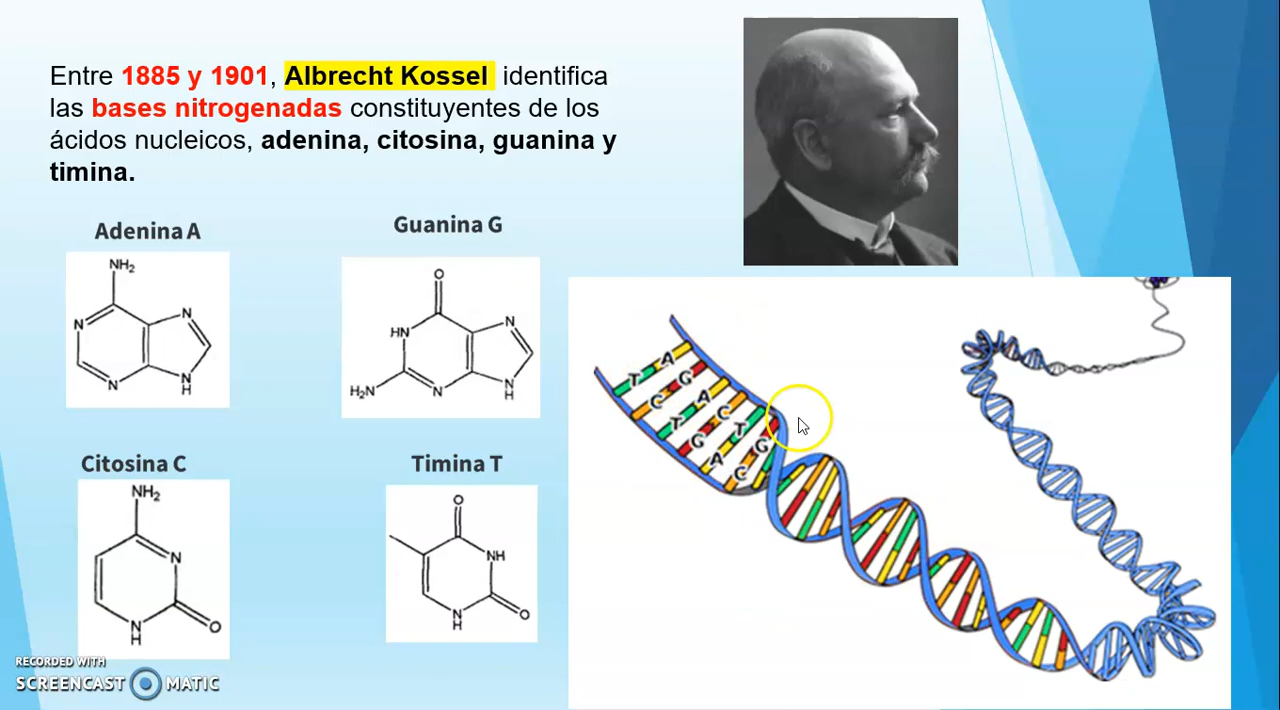 Entre 1885 y 1901, Albrecht Kossel identifica
las bases nitrogenadas constituyentes de los
ácidos nucleicos, adenina, citosina, guanina y
timina.
Adenina A
NH₂
N
N
N
N
H
Guanina G
O
HN
N
H₂N
N
N
H
Citosina C
NH₂
N
N
H
O
Timina T
O
NH
N
H
O
T A
C G
T A
G C
A T
C G
RECORDED WITH
SCREENCAST MATIC